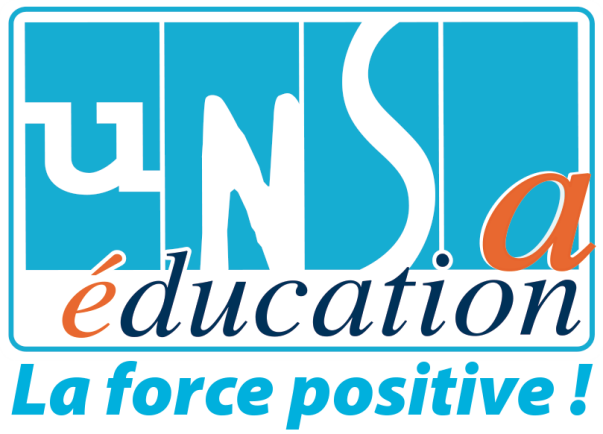 uNSa
éducation
La force positive !